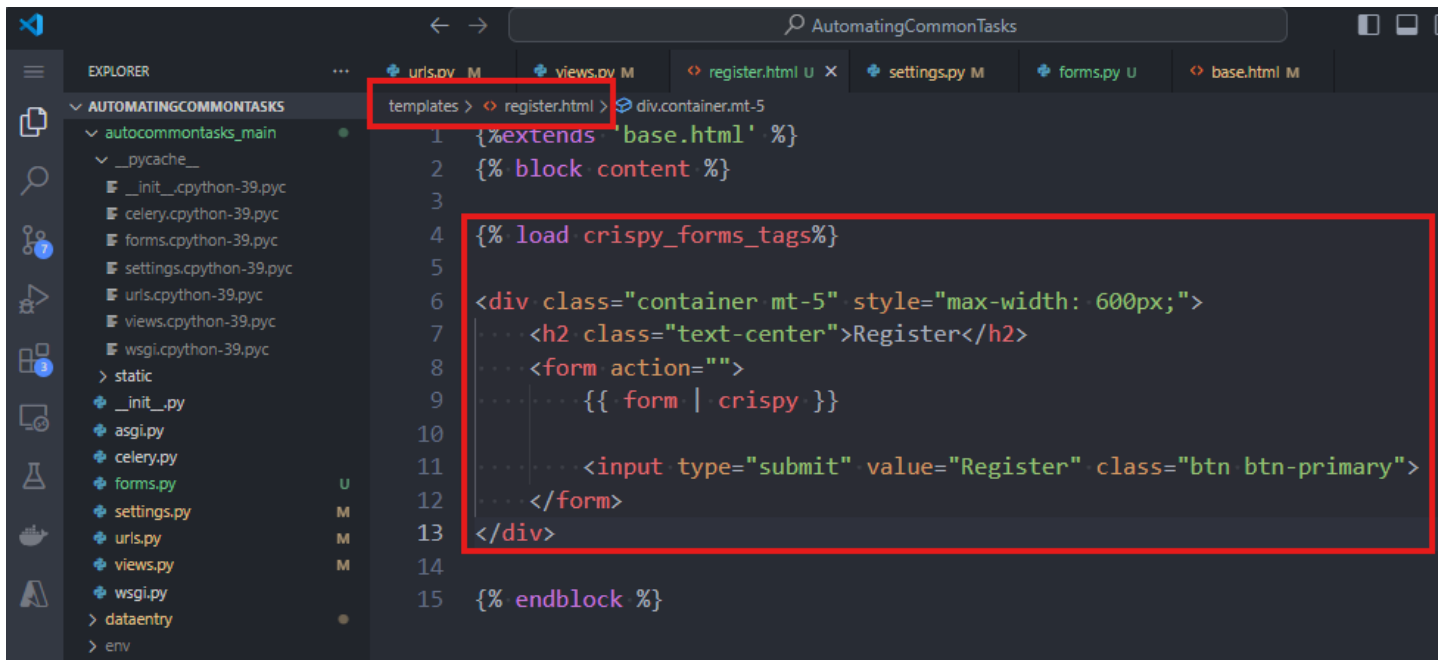 AutomatingCommonTasks
EXPLORER ...
urls.py M
views.py M
register.html U
settings.py M
forms.py U
base.html M
templates > register.html > div.container.mt-5
AUTOMATINGCOMMONTASKS
autocommontasks_main
__pycache__
__init__.cpython-39.pyc
celery.cpython-39.pyc
forms.cpython-39.pyc
settings.cpython-39.pyc
urls.cpython-39.pyc
views.cpython-39.pyc
wsgi.cpython-39.pyc
static
__init__.py
asgi.py
celery.py
forms.py U
settings.py M
urls.py M
views.py M
wsgi.py
dataentry
env
7
3
1 {%extends 'base.html' %}
2 {% block content %}
3
4 {% load crispy_forms_tags%}
5
6 <div class="container mt-5" style="max-width: 600px;">
7 <h2 class="text-center">Register</h2>
8 <form action="">
9 {{ form | crispy }}
10
11 <input type="submit" value="Register" class="btn btn-primary">
12 </form>
13 </div>
14
15 {% endblock %}